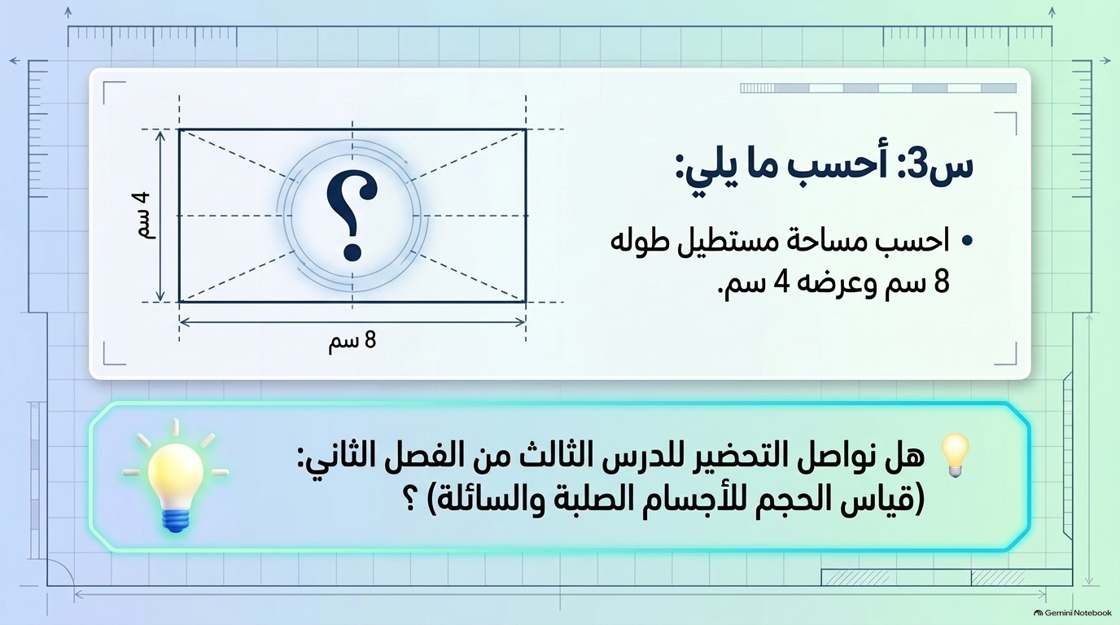 س3: أحسب ما يلي:
• احسب مساحة مستطيل طوله
8 سم وعرضه 4 سم.
4 سم
؟
8 سم
هل نواصل التحضير للدرس الثالث من الفصل الثاني:
(قياس الحجم للأجسام الصلبة والسائلة) ؟
Gemini Notebook